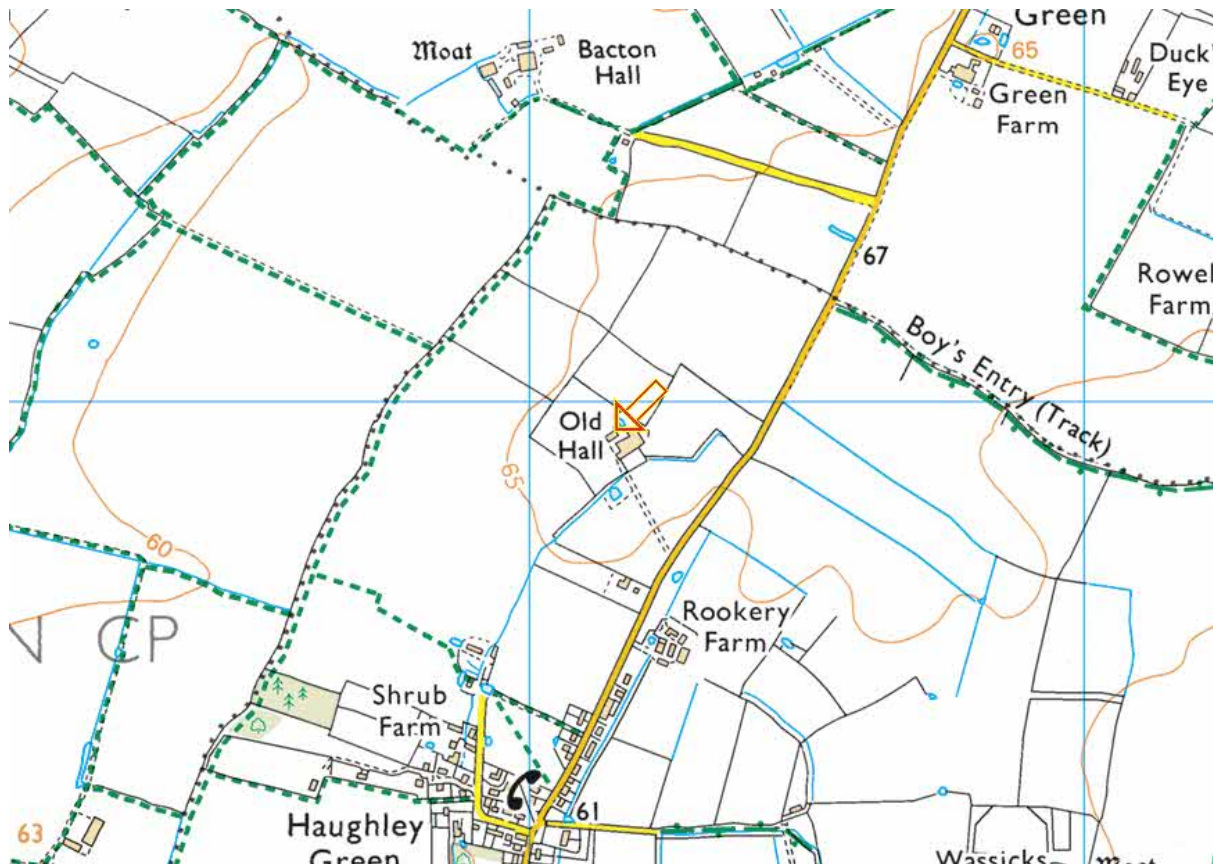 Green
Moat
Bacton
Hall
65
Duck'
Eye
Green
Farm
67
Rowel
Farm
Boy's Entry (Track)
Old
Hall
65
60
N CP
Rookery
Farm
Shrub
Farm
61
Haughley
Green
63
Wassicks
Moat